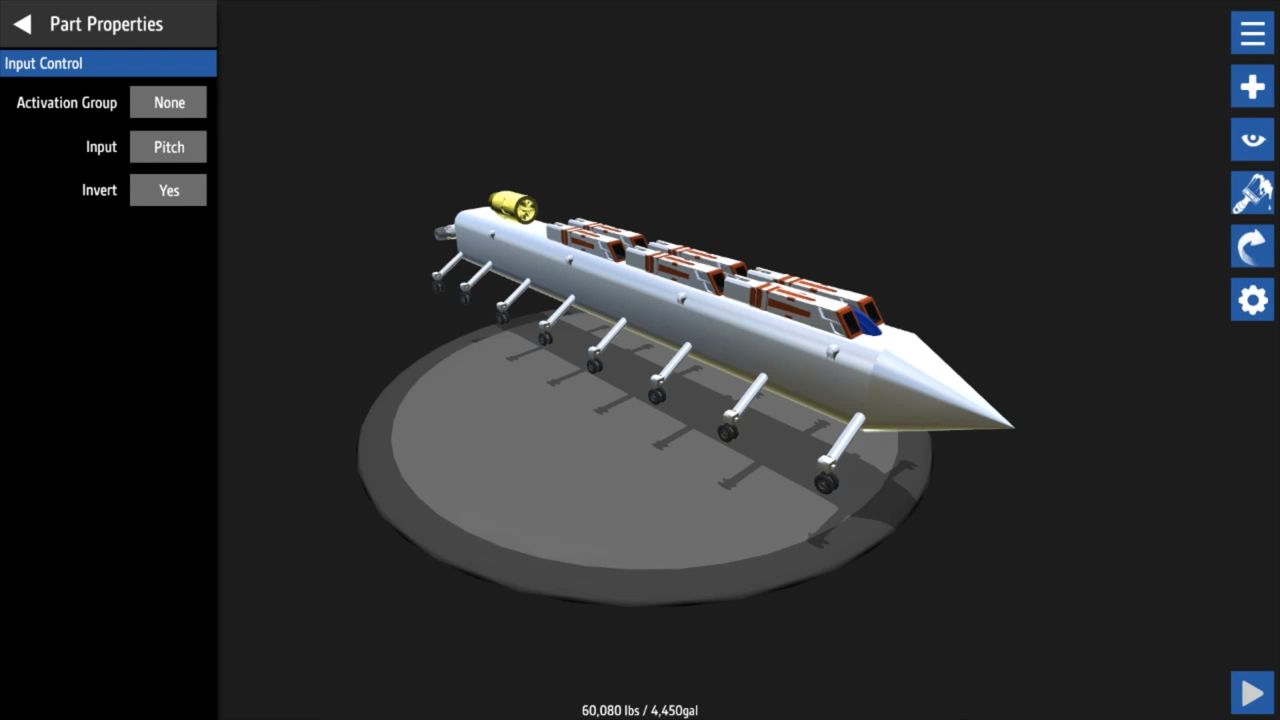 Part Properties
Input Control
Activation Group None
Input Pitch
Invert Yes
60,080 lbs / 4,450gal